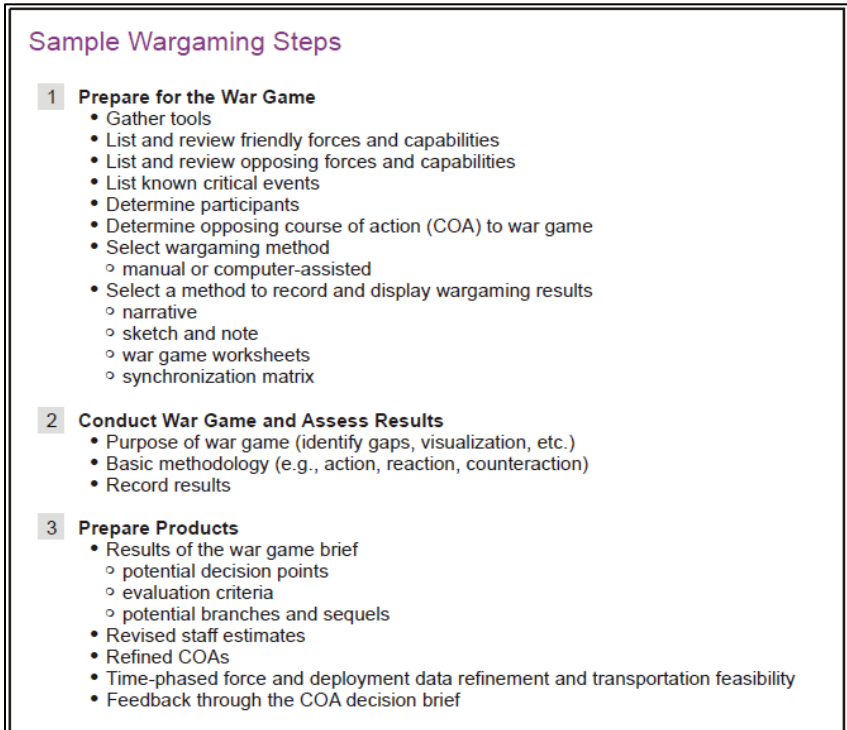 Sample Wargaming Steps
1 Prepare for the War Game
• Gather tools
• List and review friendly forces and capabilities
• List and review opposing forces and capabilities
• List known critical events
• Determine participants
• Determine opposing course of action (COA) to war game
• Select wargaming method
○ manual or computer-assisted
• Select a method to record and display wargaming results
○ narrative
○ sketch and note
○ war game worksheets
○ synchronization matrix
2 Conduct War Game and Assess Results
• Purpose of war game (identify gaps, visualization, etc.)
• Basic methodology (e.g., action, reaction, counteraction)
• Record results
3 Prepare Products
• Results of the war game brief
○ potential decision points
○ evaluation criteria
○ potential branches and sequels
• Revised staff estimates
• Refined COAs
• Time-phased force and deployment data refinement and transportation feasibility
• Feedback through the COA decision brief